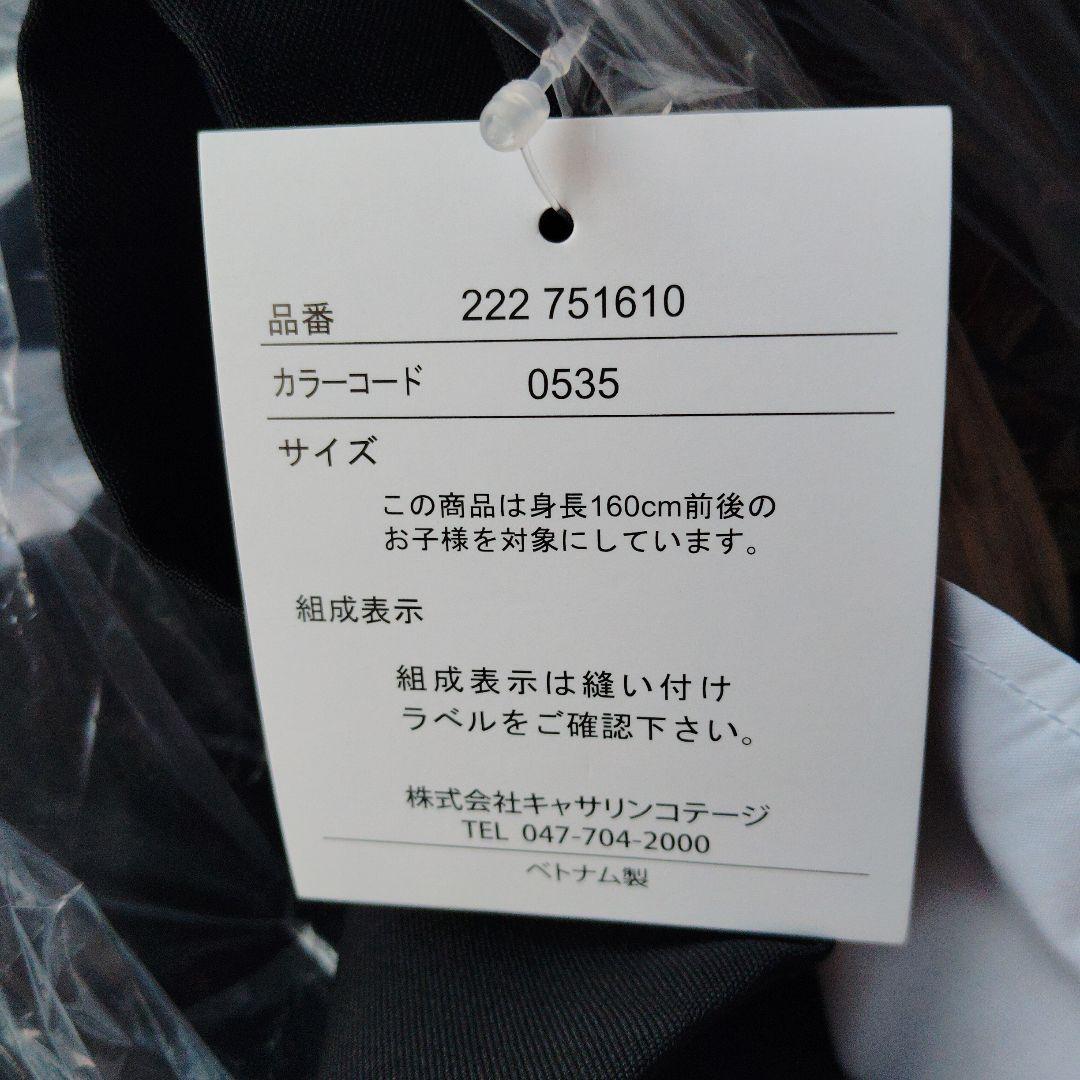 品番 222 751610
カラーコード 0535
サイズ
この商品は身長160cm前後の
お子様を対象にしています。
組成表示
組成表示は縫い付け
ラベルをご確認下さい。
株式会社キャサリンコテージ
TEL 047-704-2000
ベトナム製